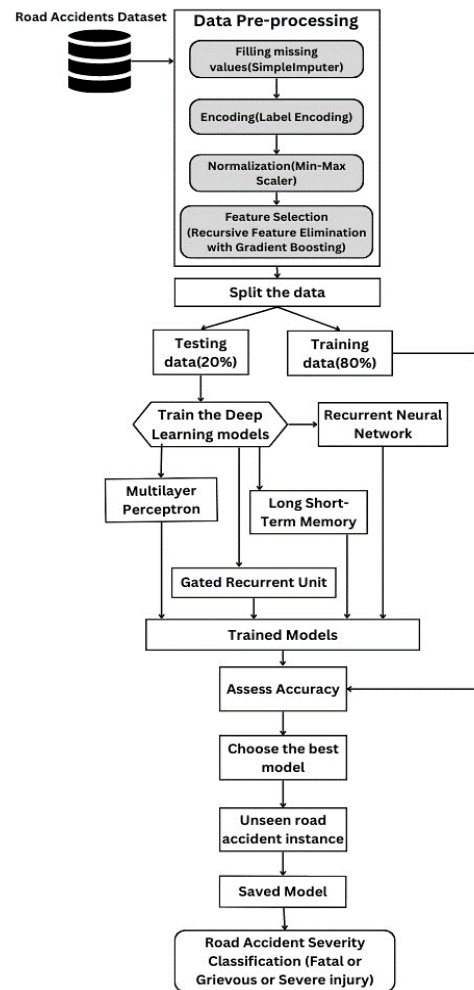 Road Accidents Dataset
Data Pre-processing
Filling missing
values(SimpleImputer)
Encoding(Label Encoding)
Normalization(Min-Max
Scaler)
Feature Selection
(Recursive Feature Elimination
with Gradient Boosting)
Split the data
Testing
data(20%)
Training
data(80%)
Train the Deep
Learning models
Recurrent Neural
Network
Multilayer
Perceptron
Long Short-
Term Memory
Gated Recurrent Unit
Trained Models
Assess Accuracy
Choose the best
model
Unseen road
accident instance
Saved Model
Road Accident Severity
Classification (Fatal or
Grievous or Severe injury)